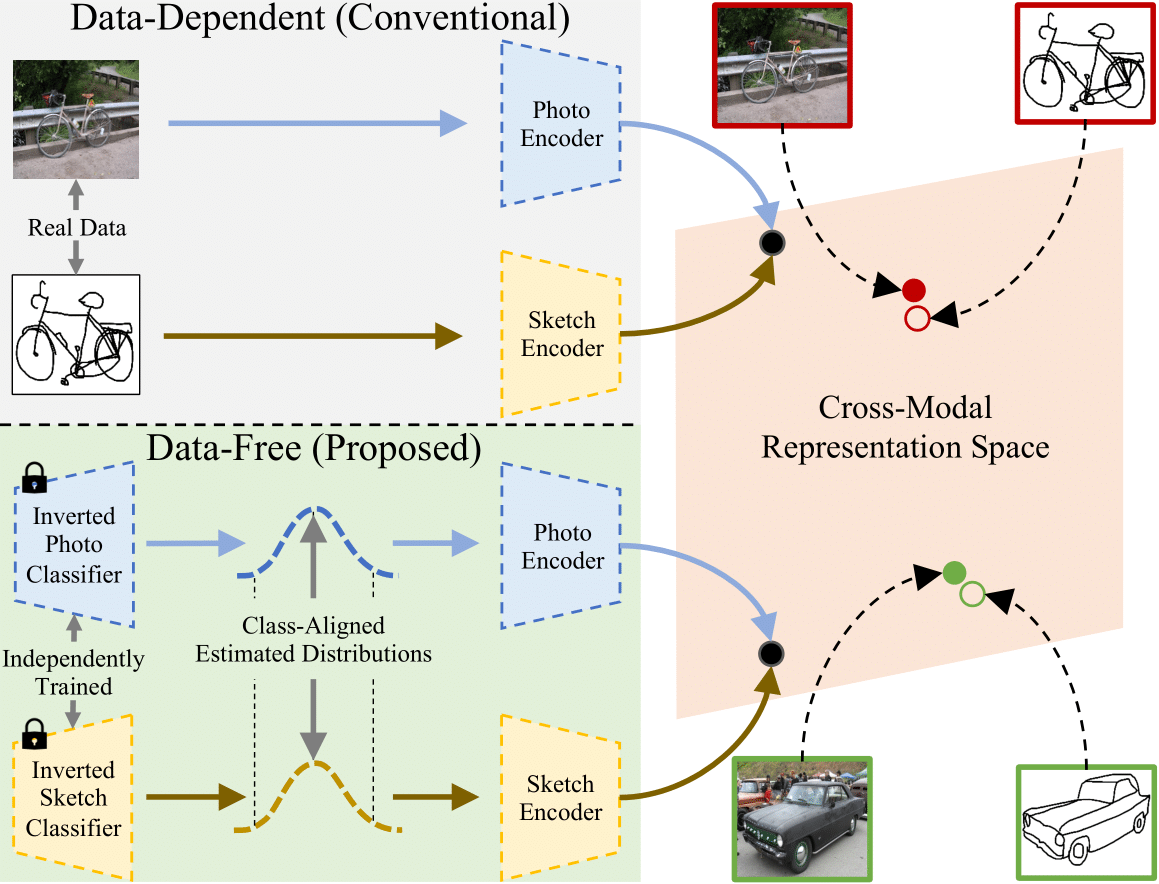 Data-Dependent (Conventional)
Photo
Encoder
Real Data
Sketch
Encoder
Cross-Modal
Representation Space
Data-Free (Proposed)
Inverted
Photo
Classifier
Photo
Encoder
Class-Aligned
Estimated Distributions
Independently
Trained
Inverted
Sketch
Classifier
Sketch
Encoder